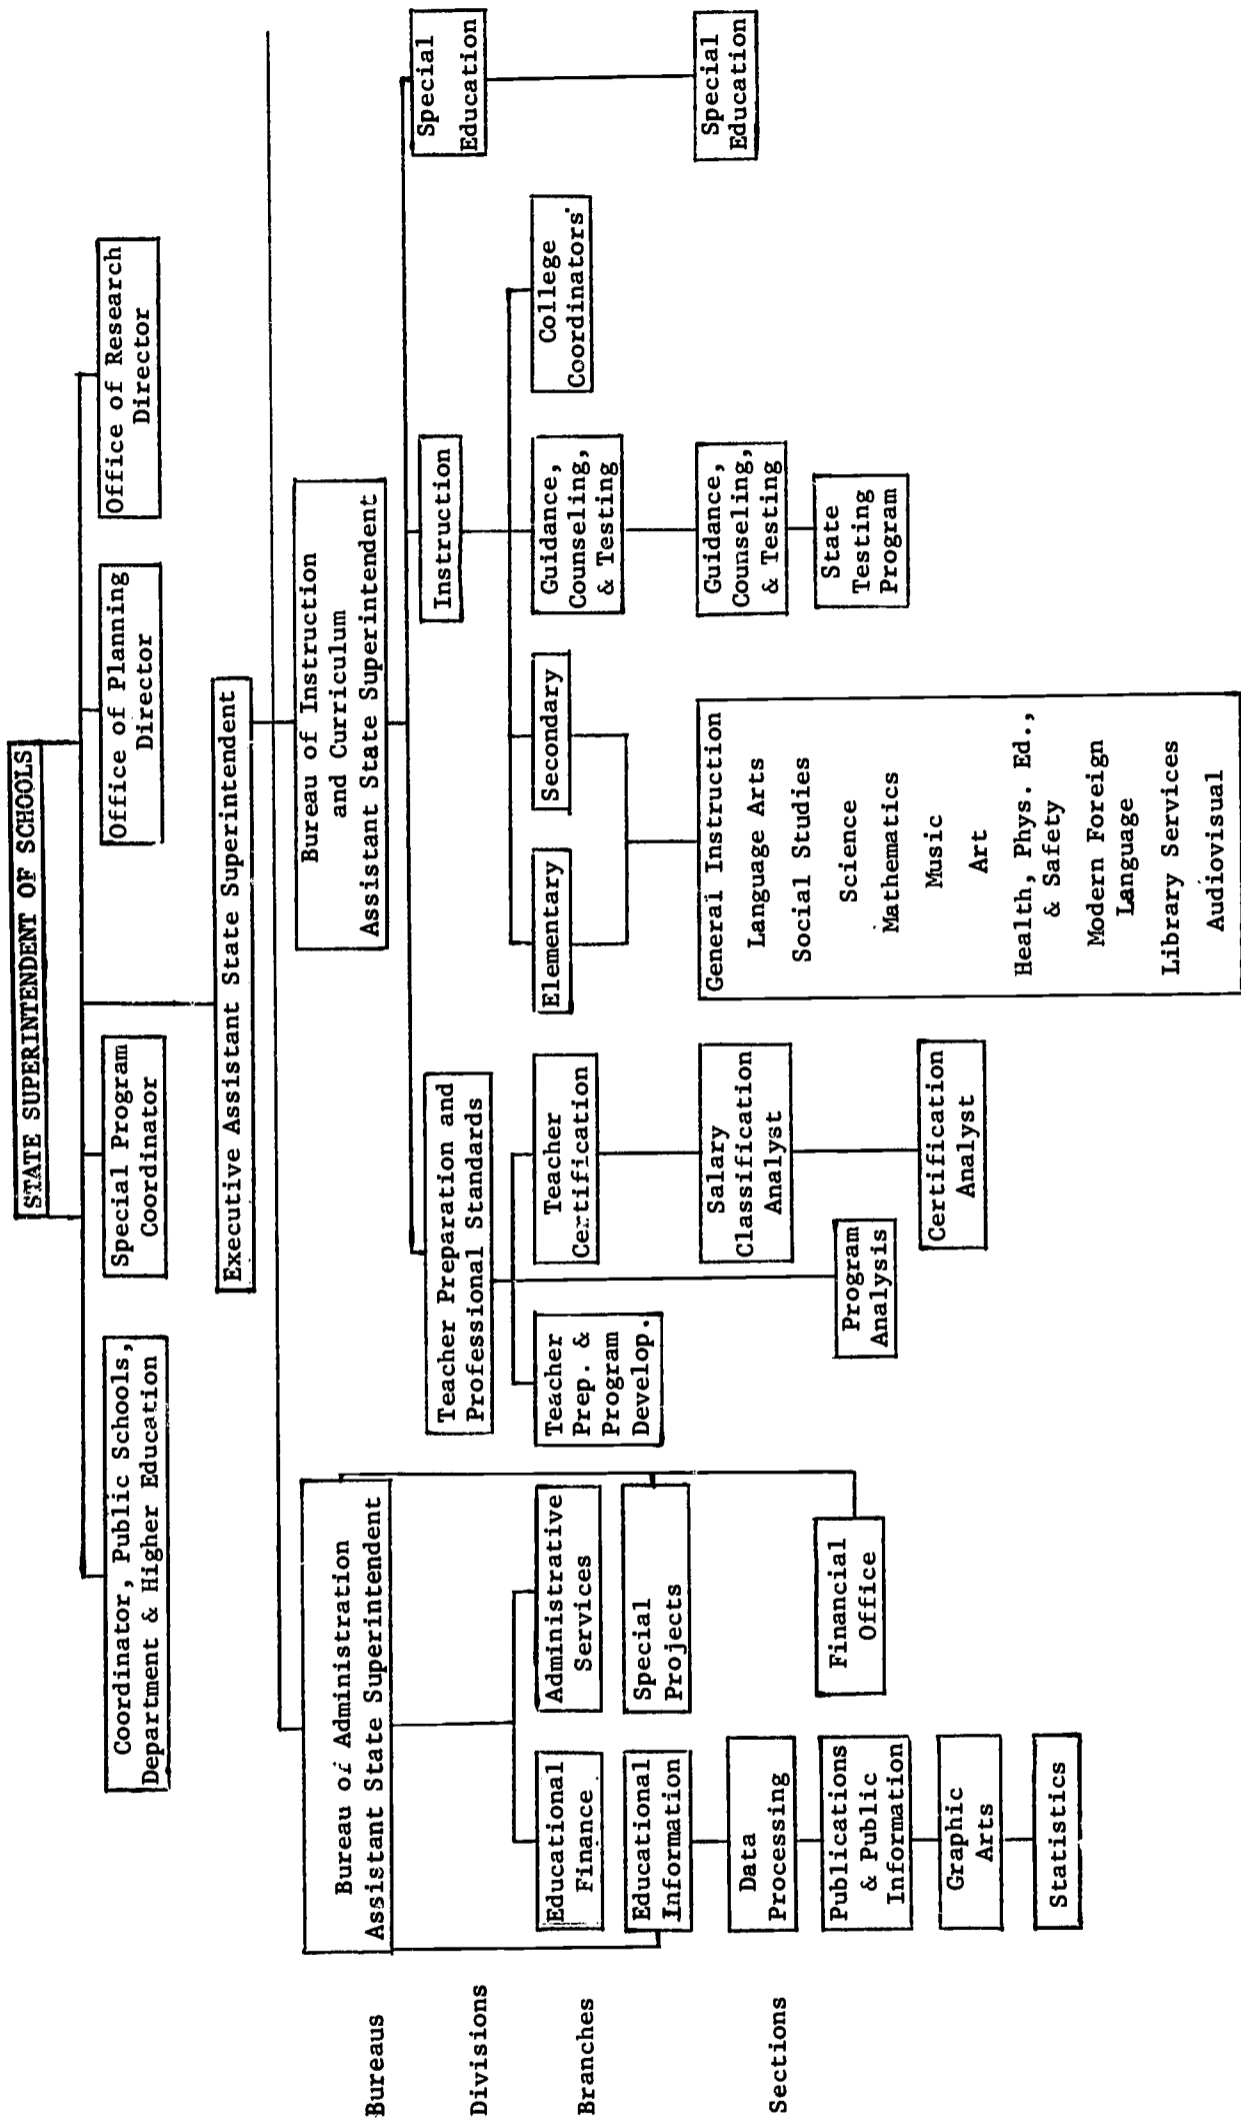 STATE SUPERINTENDENT OF SCHOOLS
Coordinator, Public Schools,
Department & Higher Education
Special Program
Coordinator
Office of Planning
Director
Office of Research
Director
Executive Assistant State Superintendent
Bureaus
Bureau of Administration
Assistant State Superintendent
Bureau of Instruction
and Curriculum
Assistant State Superintendent
Divisions
Teacher Preparation and
Professional Standards
Instruction
Special
Education
Branches
Educational
Finance
Administrative
Services
Educational
Information
Special
Projects
Teacher
Prep. &
Program
Develop.
Teacher
Certification
Elementary
Secondary
Guidance,
Counseling,
& Testing
College
Coordinators'
Sections
Data
Processing
Publications
& Public
Information
Graphic
Arts
Statistics
Financial
Office
Program
Analysis
Salary
Classification
Analyst
Certification
Analyst
General Instruction
Language Arts
Social Studies
Science
Mathematics
Music
Art
Health, Phys. Ed.,
& Safety
Modern Foreign
Language
Library Services
Audiovisual
Guidance,
Counseling,
& Testing
State
Testing
Program
Special
Education